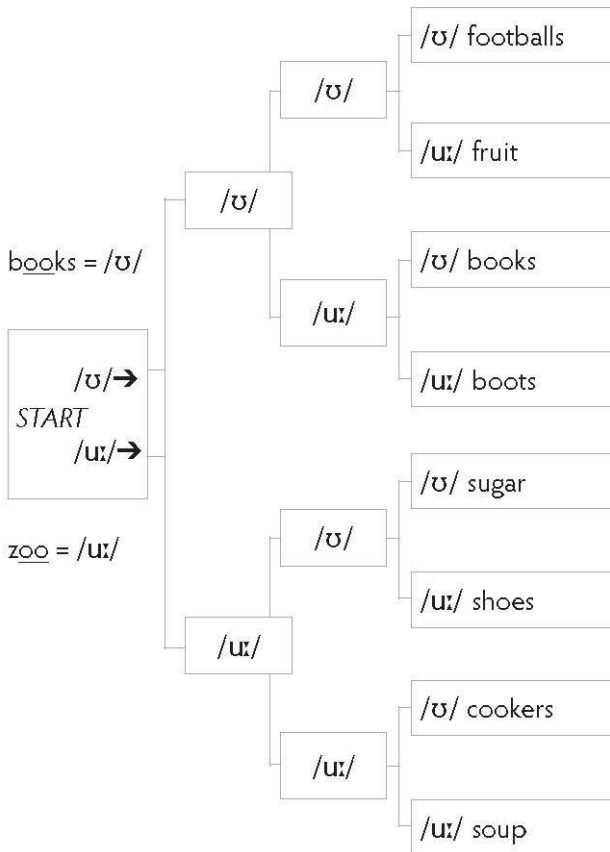 /ʊ/ footballs
/ʊ/
/uː/ fruit
/ʊ/
books = /ʊ/
/ʊ/ books
/uː/
/uː/ boots
/ʊ/➔
START
/uː/➔
/ʊ/ sugar
/ʊ/
/uː/ shoes
zoo = /uː/
/uː/
/ʊ/ cookers
/uː/
/uː/ soup